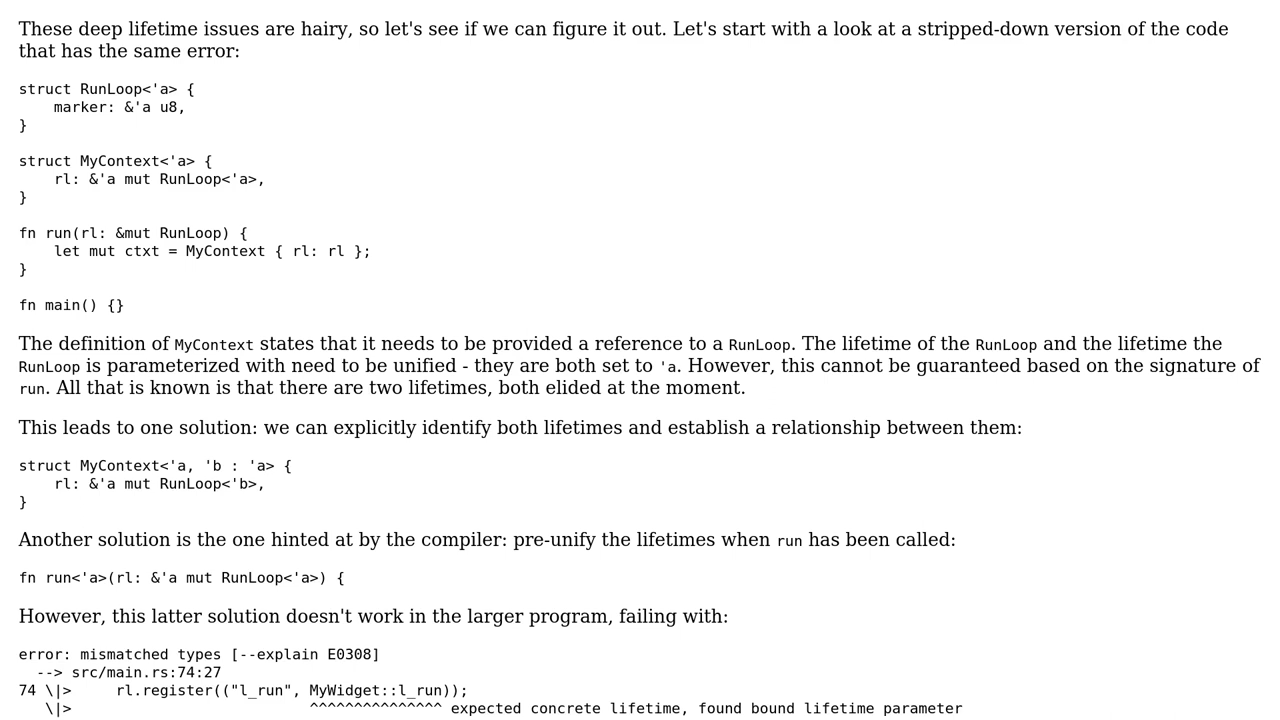 These deep lifetime issues are hairy, so let's see if we can figure it out. Let's start with a look at a stripped-down version of the code
that has the same error:
struct RunLoop<'a> {
    marker: &'a u8,
}
struct MyContext<'a> {
    rl: &'a mut RunLoop<'a>,
}
fn run(rl: &mut RunLoop) {
    let mut ctxt = MyContext { rl: rl };
}
fn main() {}
The definition of MyContext states that it needs to be provided a reference to a RunLoop. The lifetime of the RunLoop and the lifetime the
RunLoop is parameterized with need to be unified - they are both set to 'a. However, this cannot be guaranteed based on the signature of
run. All that is known is that there are two lifetimes, both elided at the moment.
This leads to one solution: we can explicitly identify both lifetimes and establish a relationship between them:
struct MyContext<'a, 'b : 'a> {
    rl: &'a mut RunLoop<'b>,
}
Another solution is the one hinted at by the compiler: pre-unify the lifetimes when run has been called:
fn run<'a>(rl: &'a mut RunLoop<'a>) {
However, this latter solution doesn't work in the larger program, failing with:
error: mismatched types [--explain E0308]
  --> src/main.rs:74:27
74 \|>     rl.register(("l_run", MyWidget::l_run));
   \|>                           ^^^^^^^^^^^^^^^ expected concrete lifetime, found bound lifetime parameter